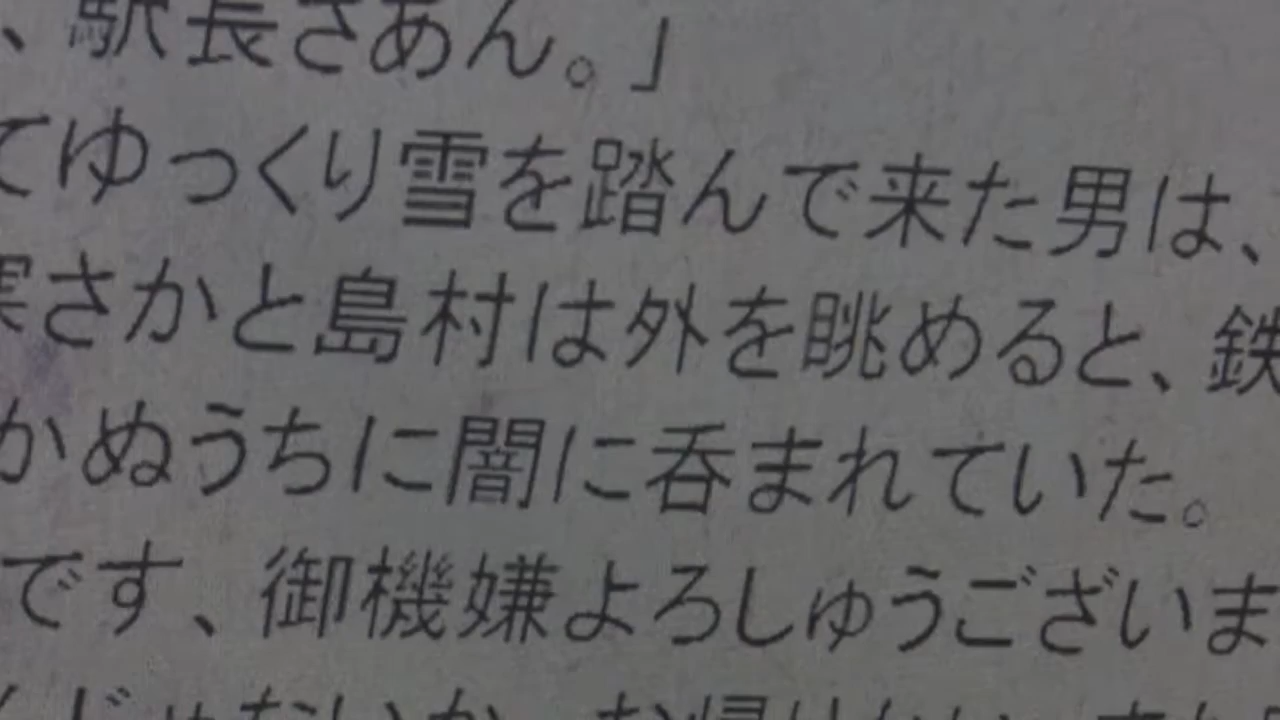 、駅長さあん。」
てゆっくり雪を踏んで来た男は、
さかと島村は外を眺めると、鉄
かぬうちに闇に呑まれていた。
です、御機嫌よろしゅうございま